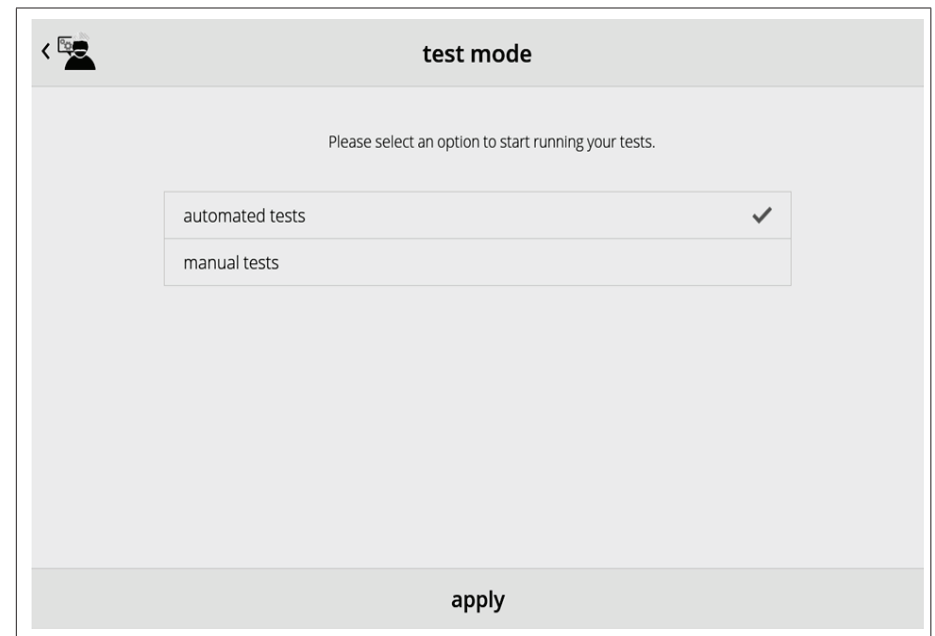 test mode
Please select an option to start running your tests.
automated tests
manual tests
apply